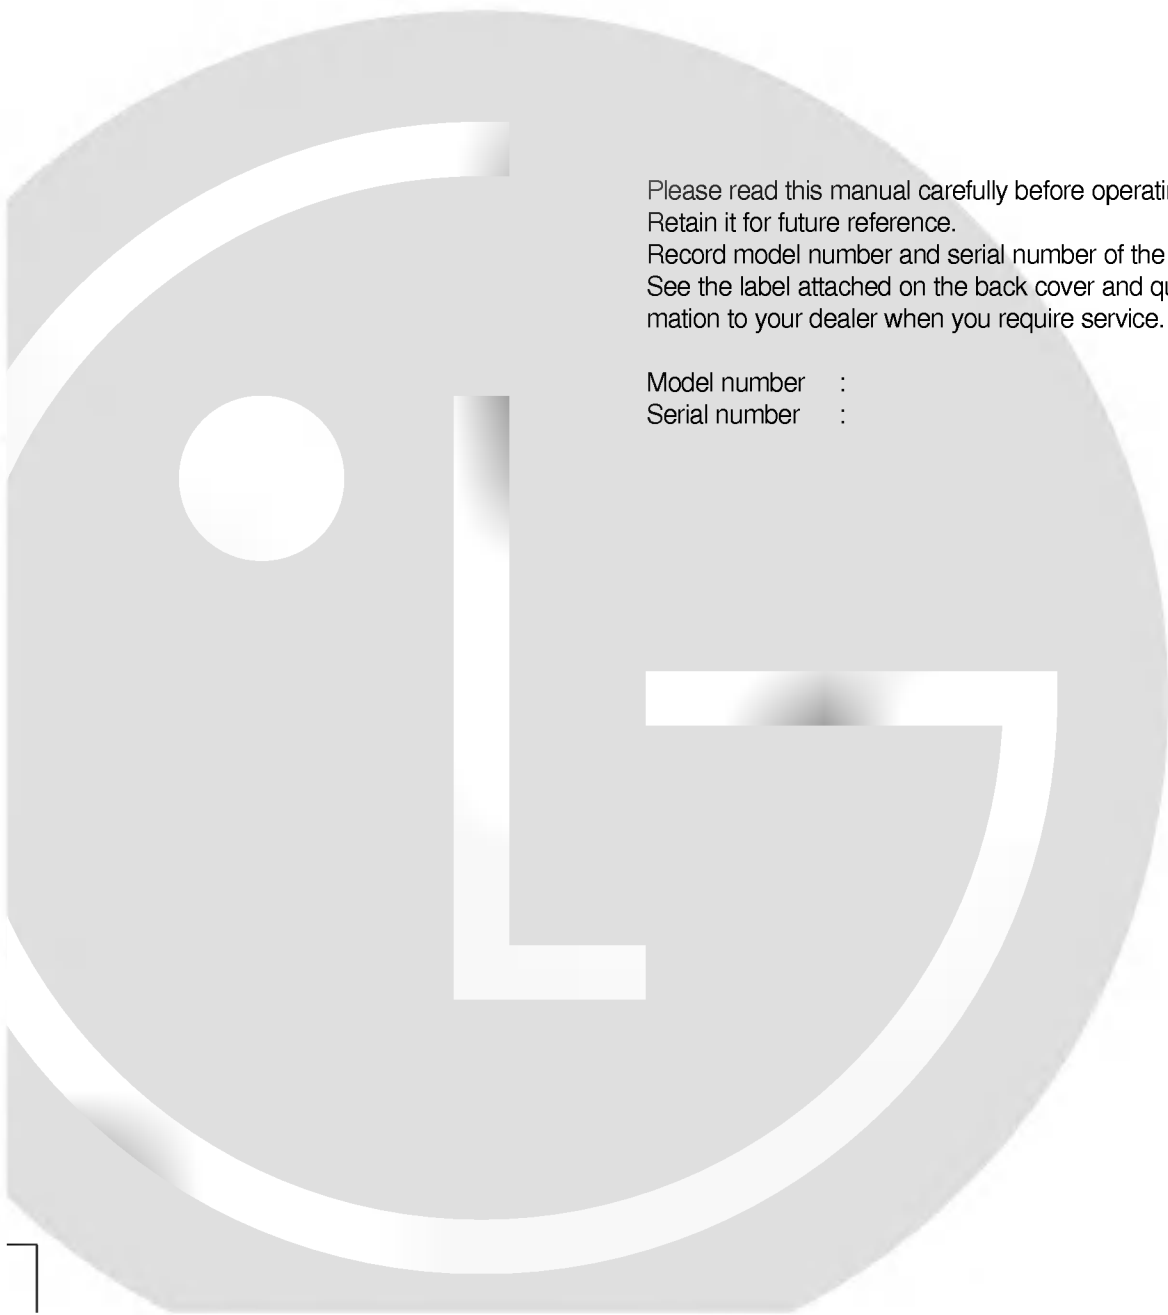 Please read this manual carefully before operatin
Retain it for future reference.
Record model number and serial number of the
See the label attached on the back cover and qu
mation to your dealer when you require service.
Model number :
Serial number :